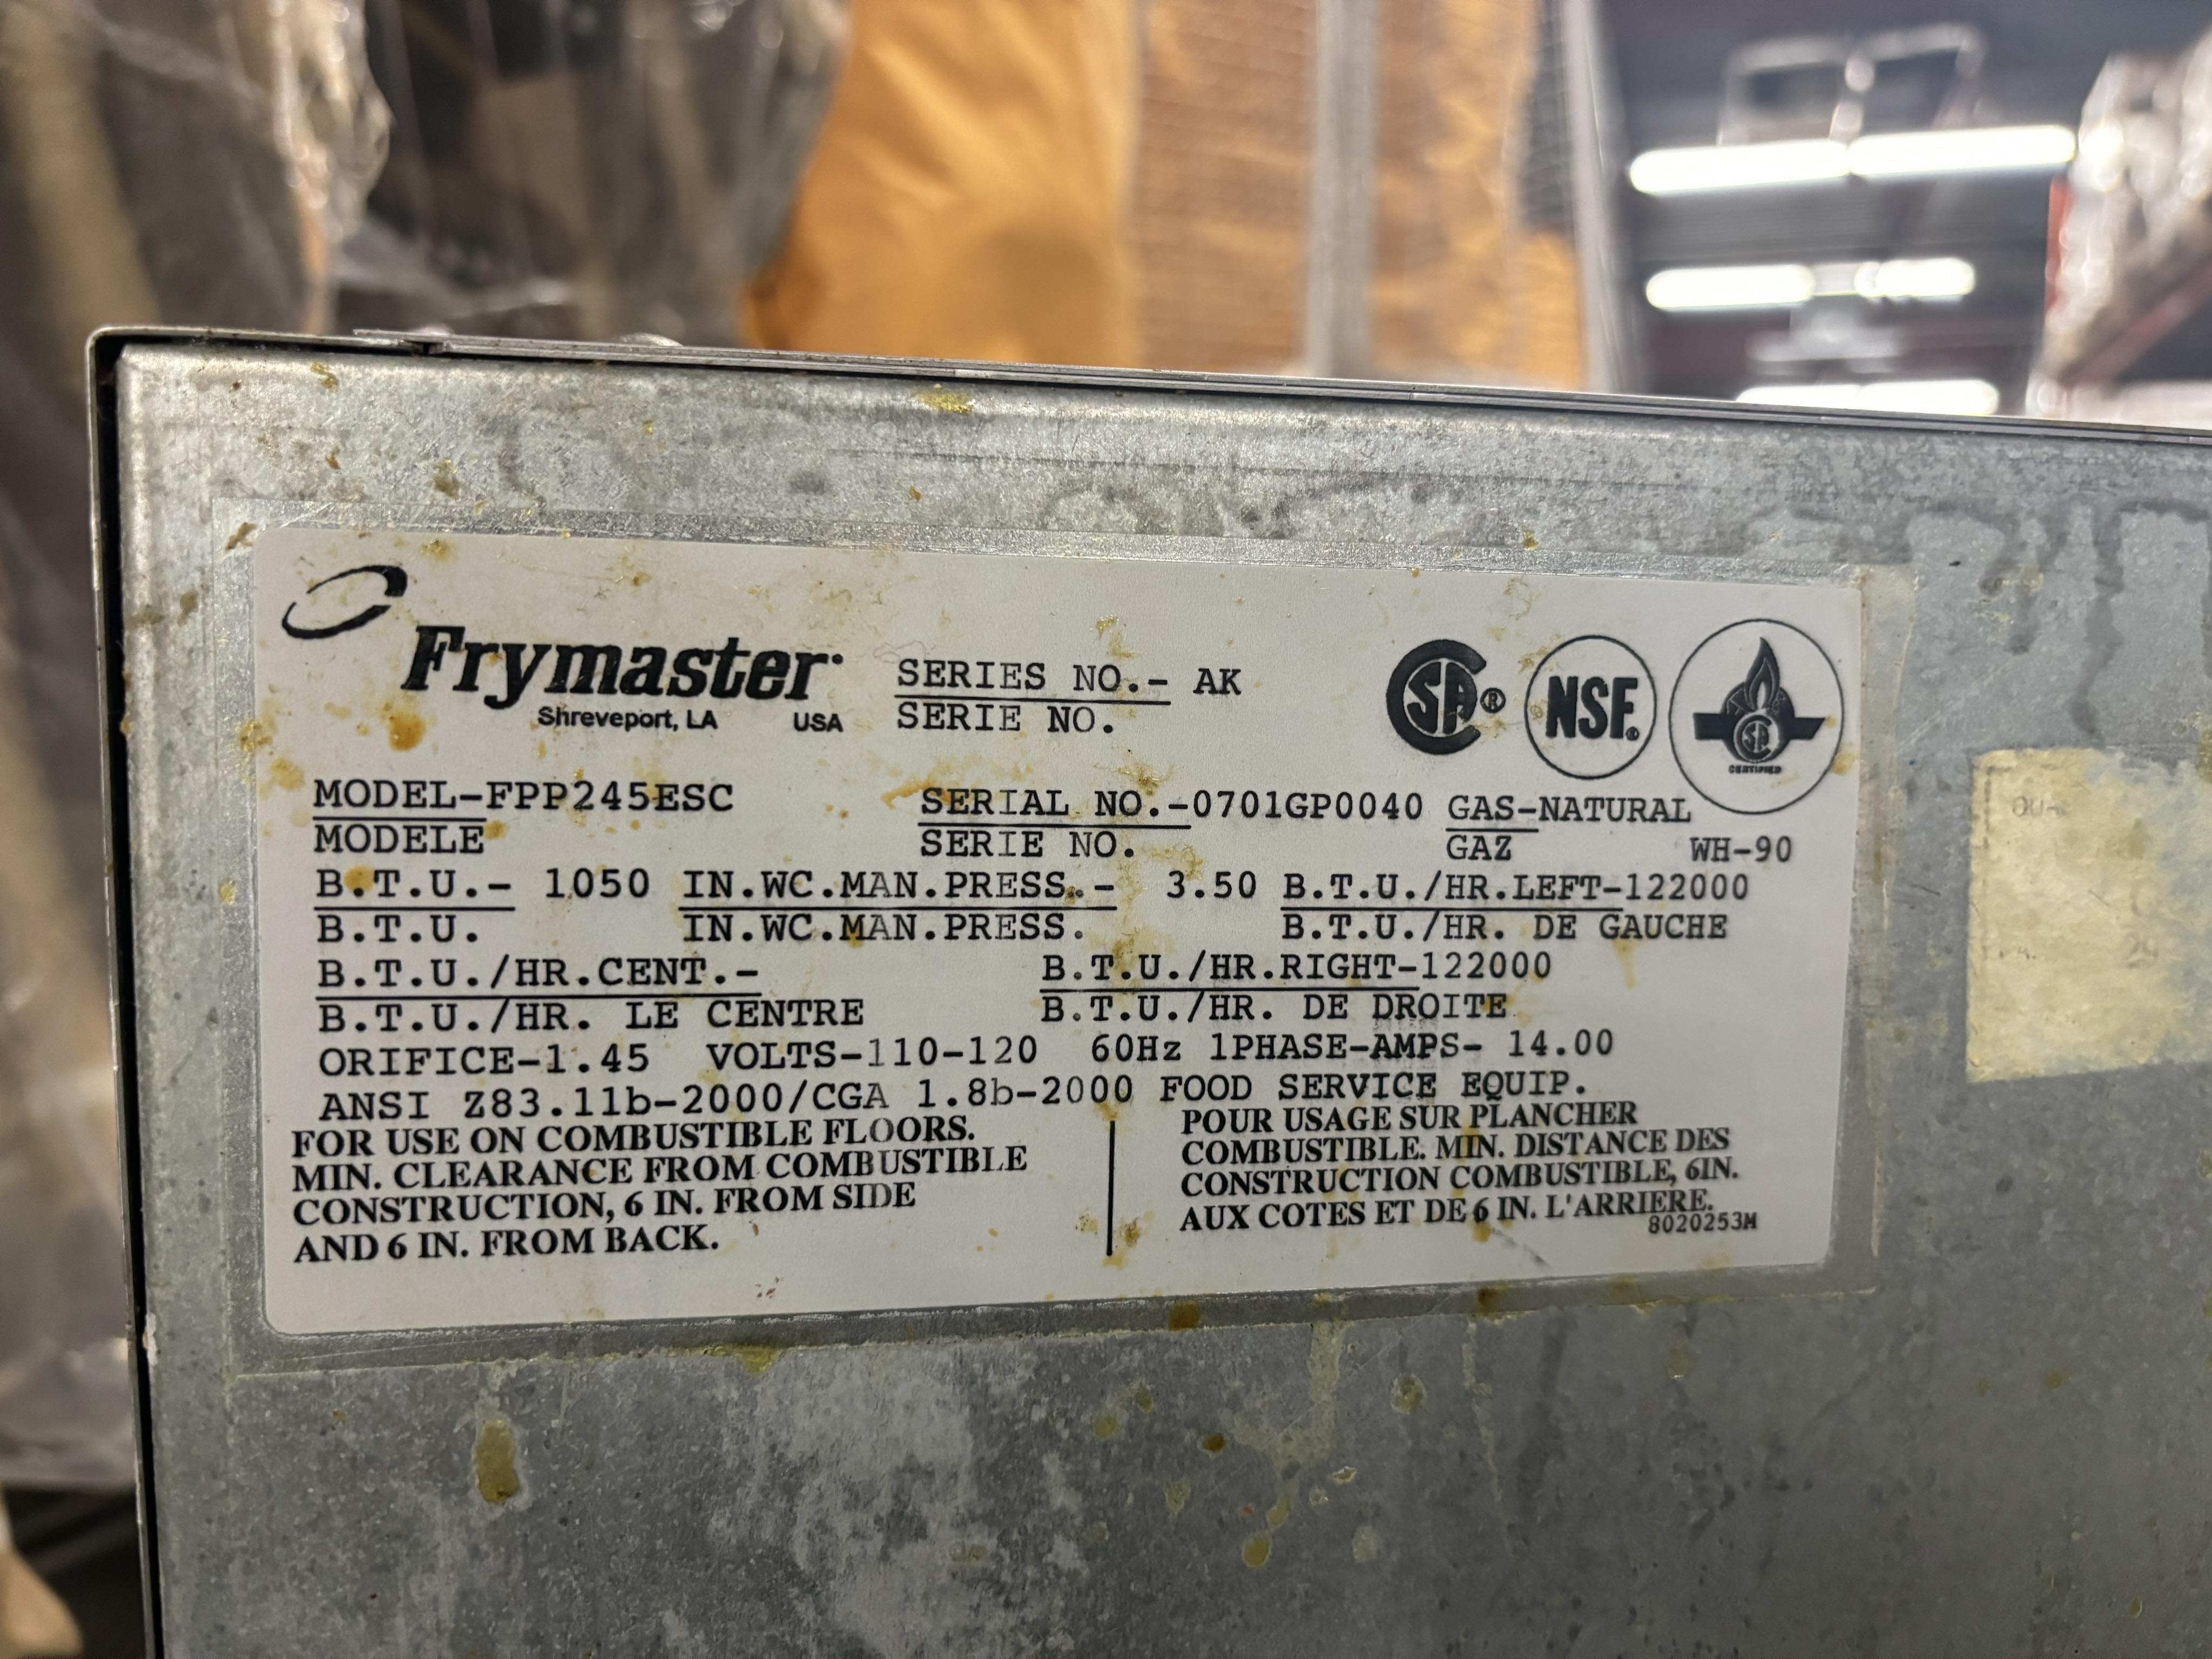 Frymaster
Shreveport, LA USA
SERIES NO.- AK
SERIE NO.
CSA® NSF® CSA
CERTIFIED
MODEL-FPP245ESC SERIAL NO.-0701GP0040 GAS-NATURAL
MODELE SERIE NO. GAZ WH-90
B.T.U.- 1050 IN.WC.MAN.PRESS.- 3.50 B.T.U./HR.LEFT-122000
B.T.U. IN.WC.MAN.PRESS. B.T.U./HR. DE GAUCHE
B.T.U./HR.CENT.- B.T.U./HR.RIGHT-122000
B.T.U./HR. LE CENTRE B.T.U./HR. DE DROITE
ORIFICE-1.45 VOLTS-110-120 60Hz 1PHASE-AMPS- 14.00
ANSI Z83.11b-2000/CGA 1.8b-2000 FOOD SERVICE EQUIP.
FOR USE ON COMBUSTIBLE FLOORS.
MIN. CLEARANCE FROM COMBUSTIBLE
CONSTRUCTION, 6 IN. FROM SIDE
AND 6 IN. FROM BACK.
POUR USAGE SUR PLANCHER
COMBUSTIBLE. MIN. DISTANCE DES
CONSTRUCTION COMBUSTIBLE, 6IN.
AUX COTES ET DE 6 IN. L'ARRIERE.
8020253M